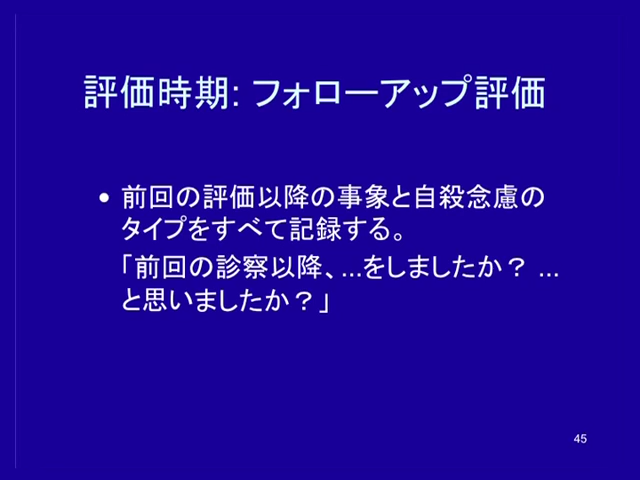 評価時期: フォローアップ評価
• 前回の評価以降の事象と自殺念慮の
タイプをすべて記録する。
「前回の診察以降、...をしましたか？ ...
と思いましたか？」
45